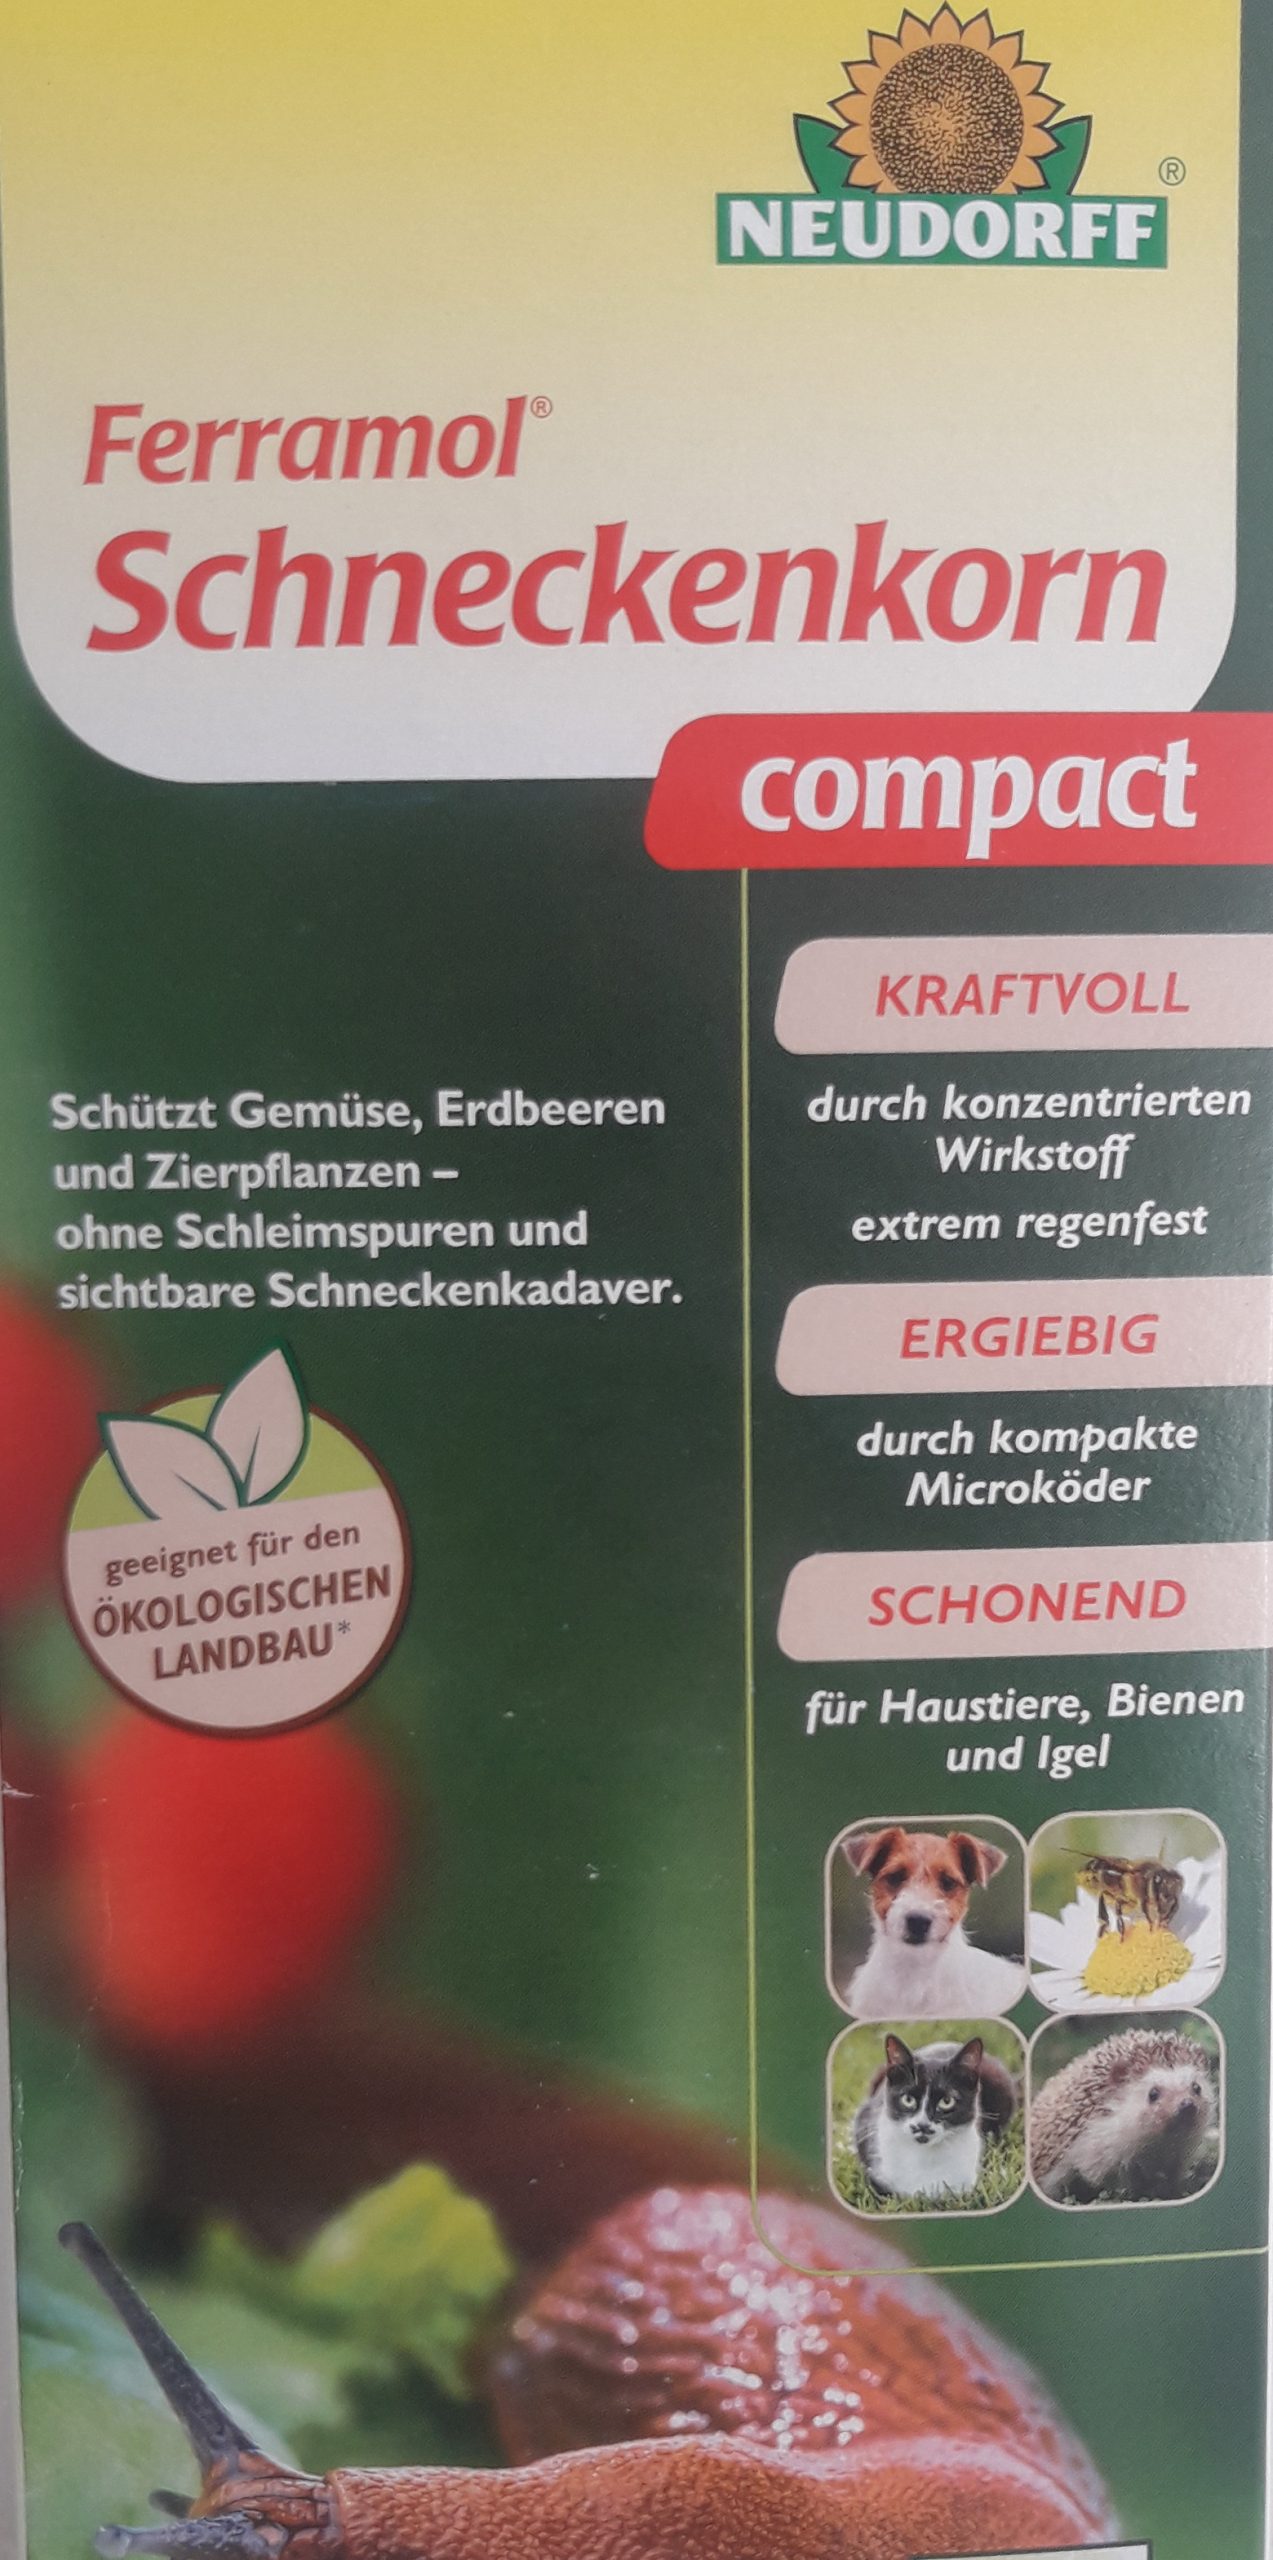 NEUDORFF®
Ferramol®
Schneckenkorn
compact
KRAFTVOLL
durch konzentrierten
Wirkstoff
extrem regenfest
ERGIEBIG
durch kompakte
Microköder
SCHONEND
für Haustiere, Bienen
und Igel
Schützt Gemüse, Erdbeeren
und Zierpflanzen –
ohne Schleimspuren und
sichtbare Schneckenkadaver.
geeignet für den
ÖKOLOGISCHEN
LANDBAU*